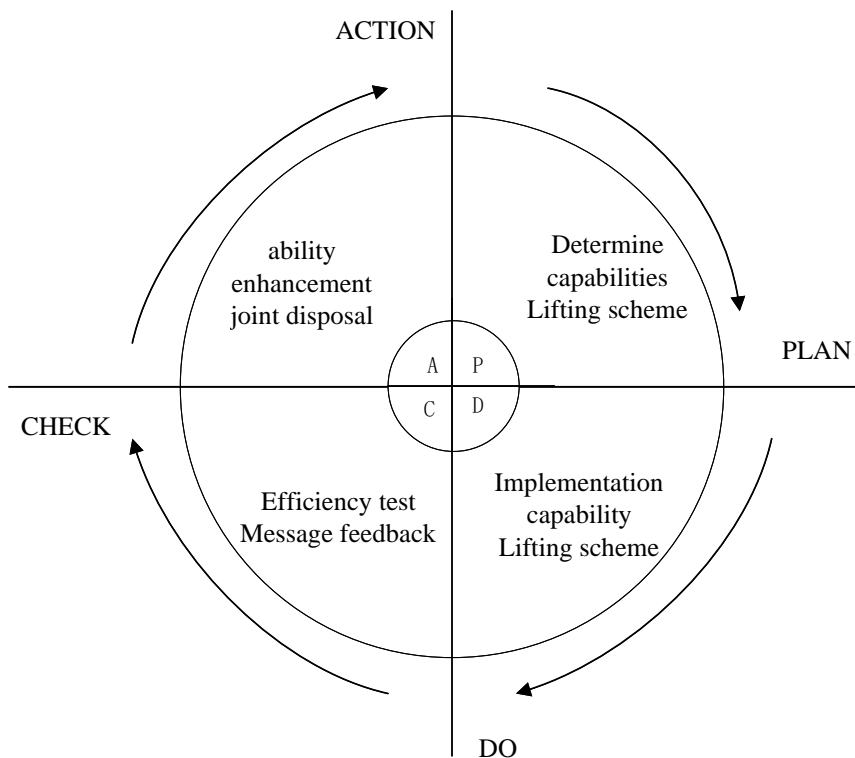 ACTION
ability
enhancement
joint disposal
Determine
capabilities
Lifting scheme
A P
PLAN
C D
CHECK
Efficiency test
Message feedback
Implementation
capability
Lifting scheme
DO